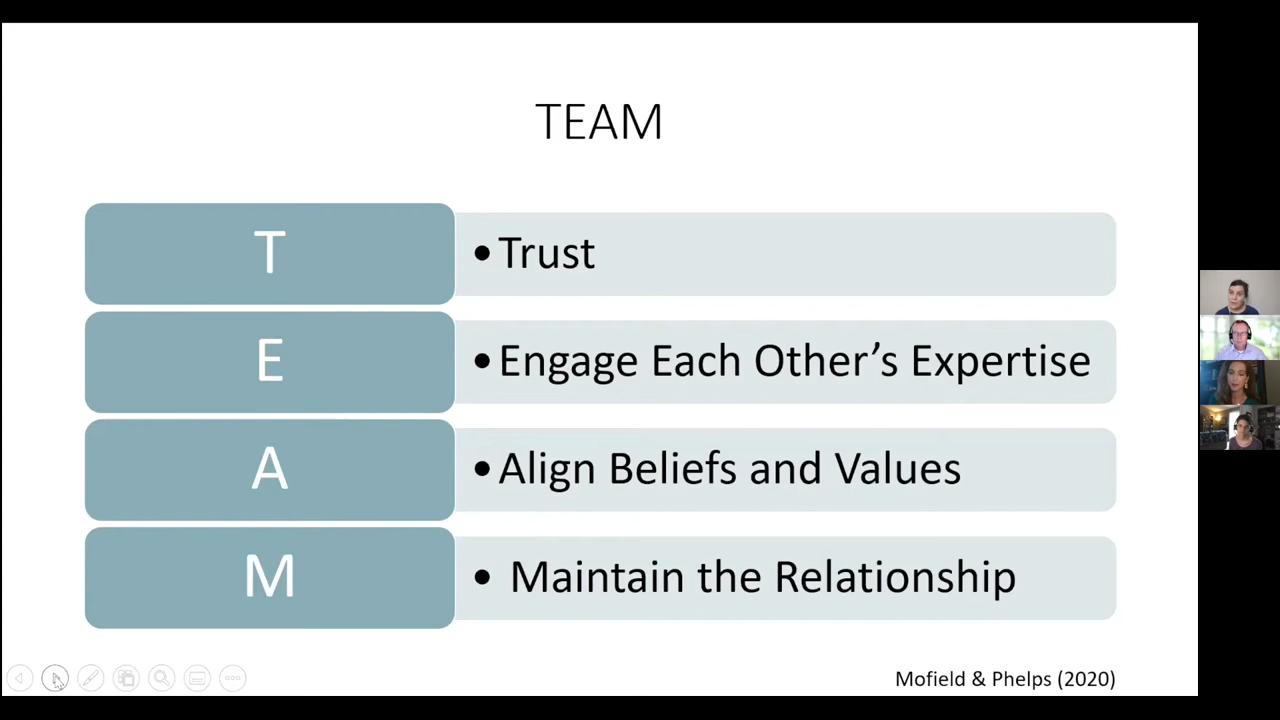 TEAM
T
• Trust
E
• Engage Each Other’s Expertise
A
• Align Beliefs and Values
M
• Maintain the Relationship
Mofield & Phelps (2020)